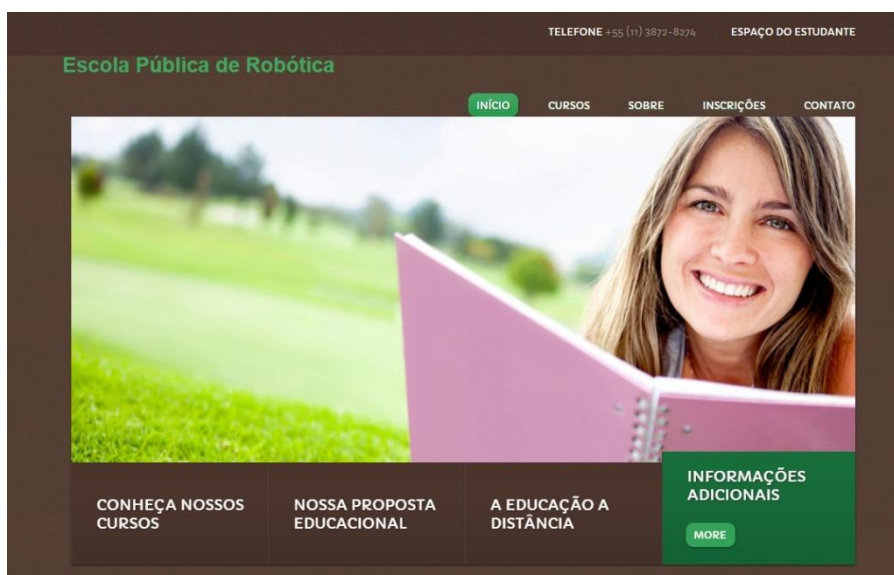 TELEFONE +55 (11) 3872-8274 ESPAÇO DO ESTUDANTE
Escola Pública de Robótica
INÍCIO CURSOS SOBRE INSCRIÇÕES CONTATO
CONHEÇA NOSSOS
CURSOS
NOSSA PROPOSTA
EDUCACIONAL
A EDUCAÇÃO A
DISTÂNCIA
INFORMAÇÕES
ADICIONAIS
MORE